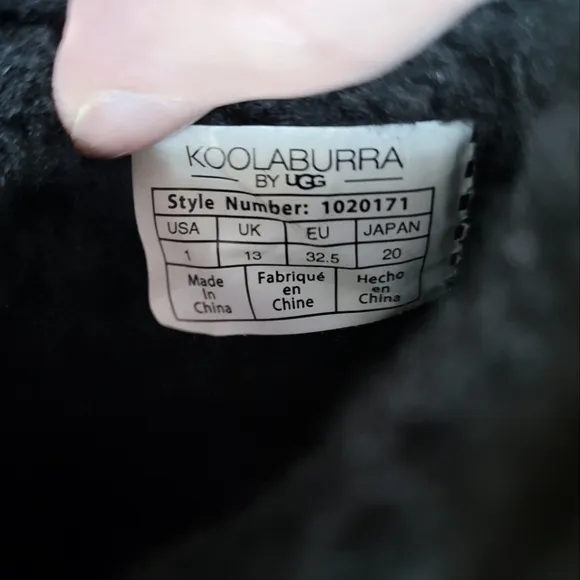 KOOLABURRA
BY UGG
Style Number: 1020171
USA UK EU JAPAN
1 13 32.5 20
Made Fabriqué Hecho
In en en
China Chine China